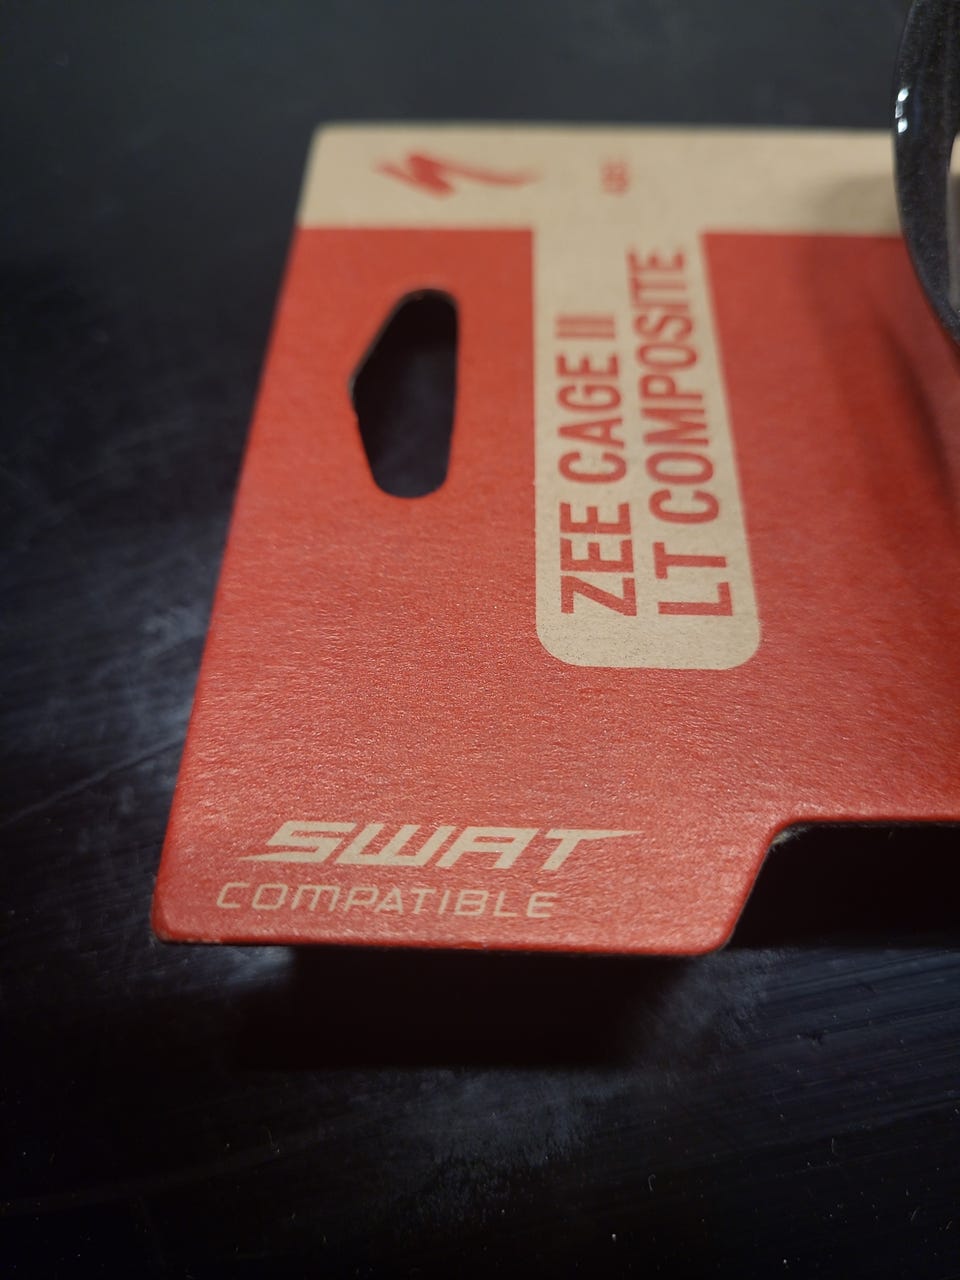 ZEE CAGE II
LT COMPOSITE
SWAT
COMPATIBLE